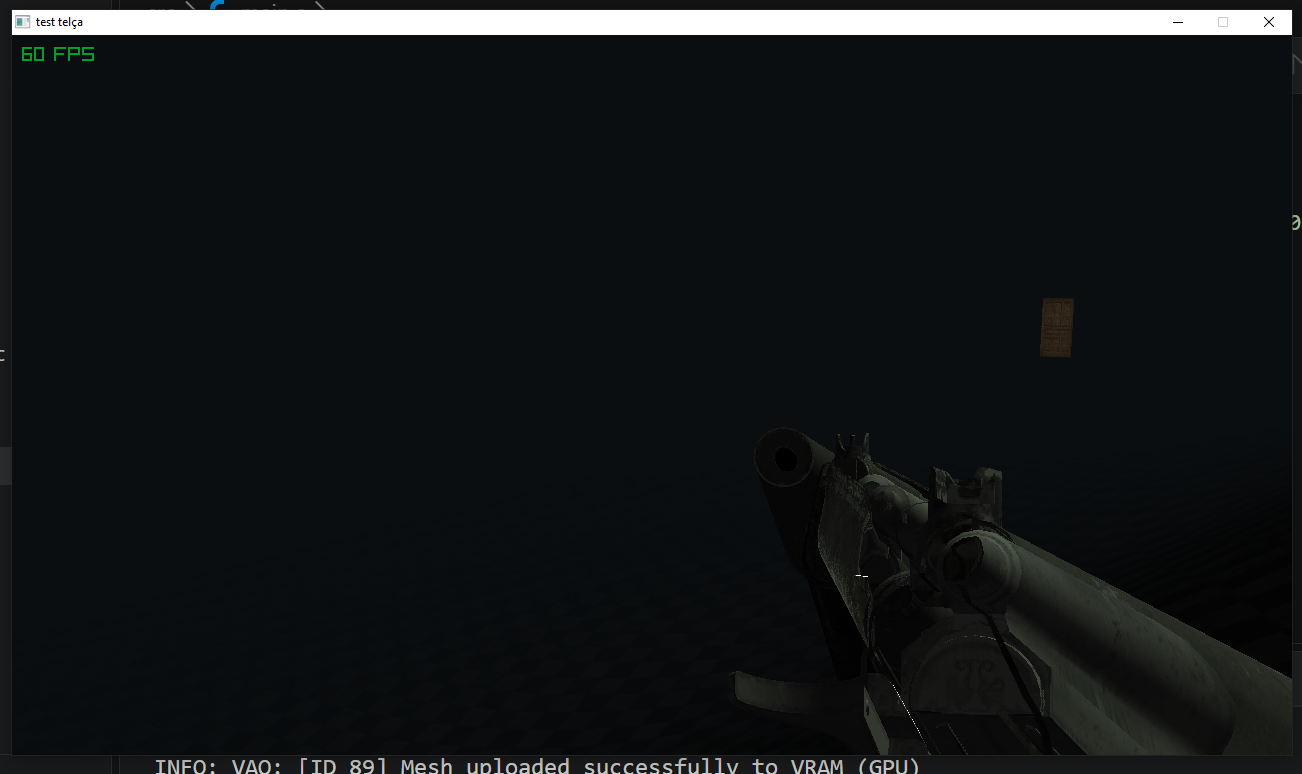 test telça
60 FPS
INFO: VAO: [ID 89] Mesh uploaded successfully to VRAM (GPU)